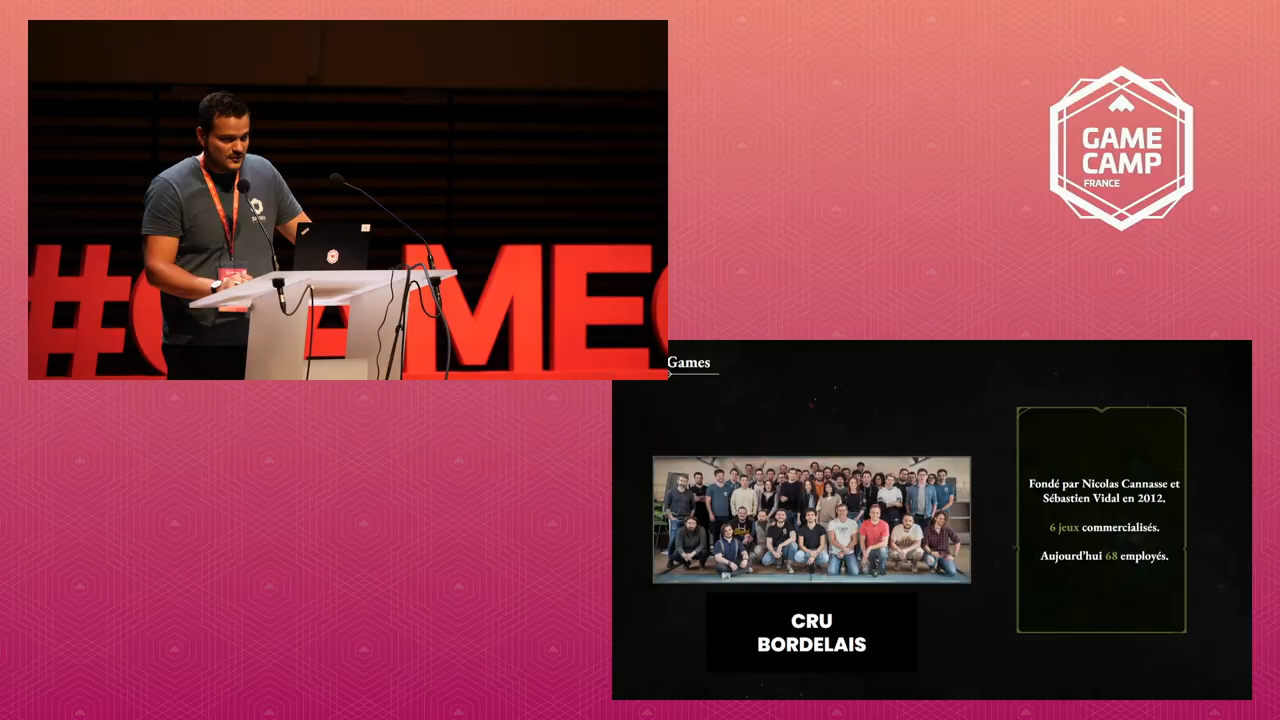 #GAMEC
GAME
CAMP
FRANCE
Games
Fondé par Nicolas Cannasse et
Sébastien Vidal en 2012.
6 jeux commercialisés.
Aujourd'hui 68 employés.
CRU
BORDELAIS